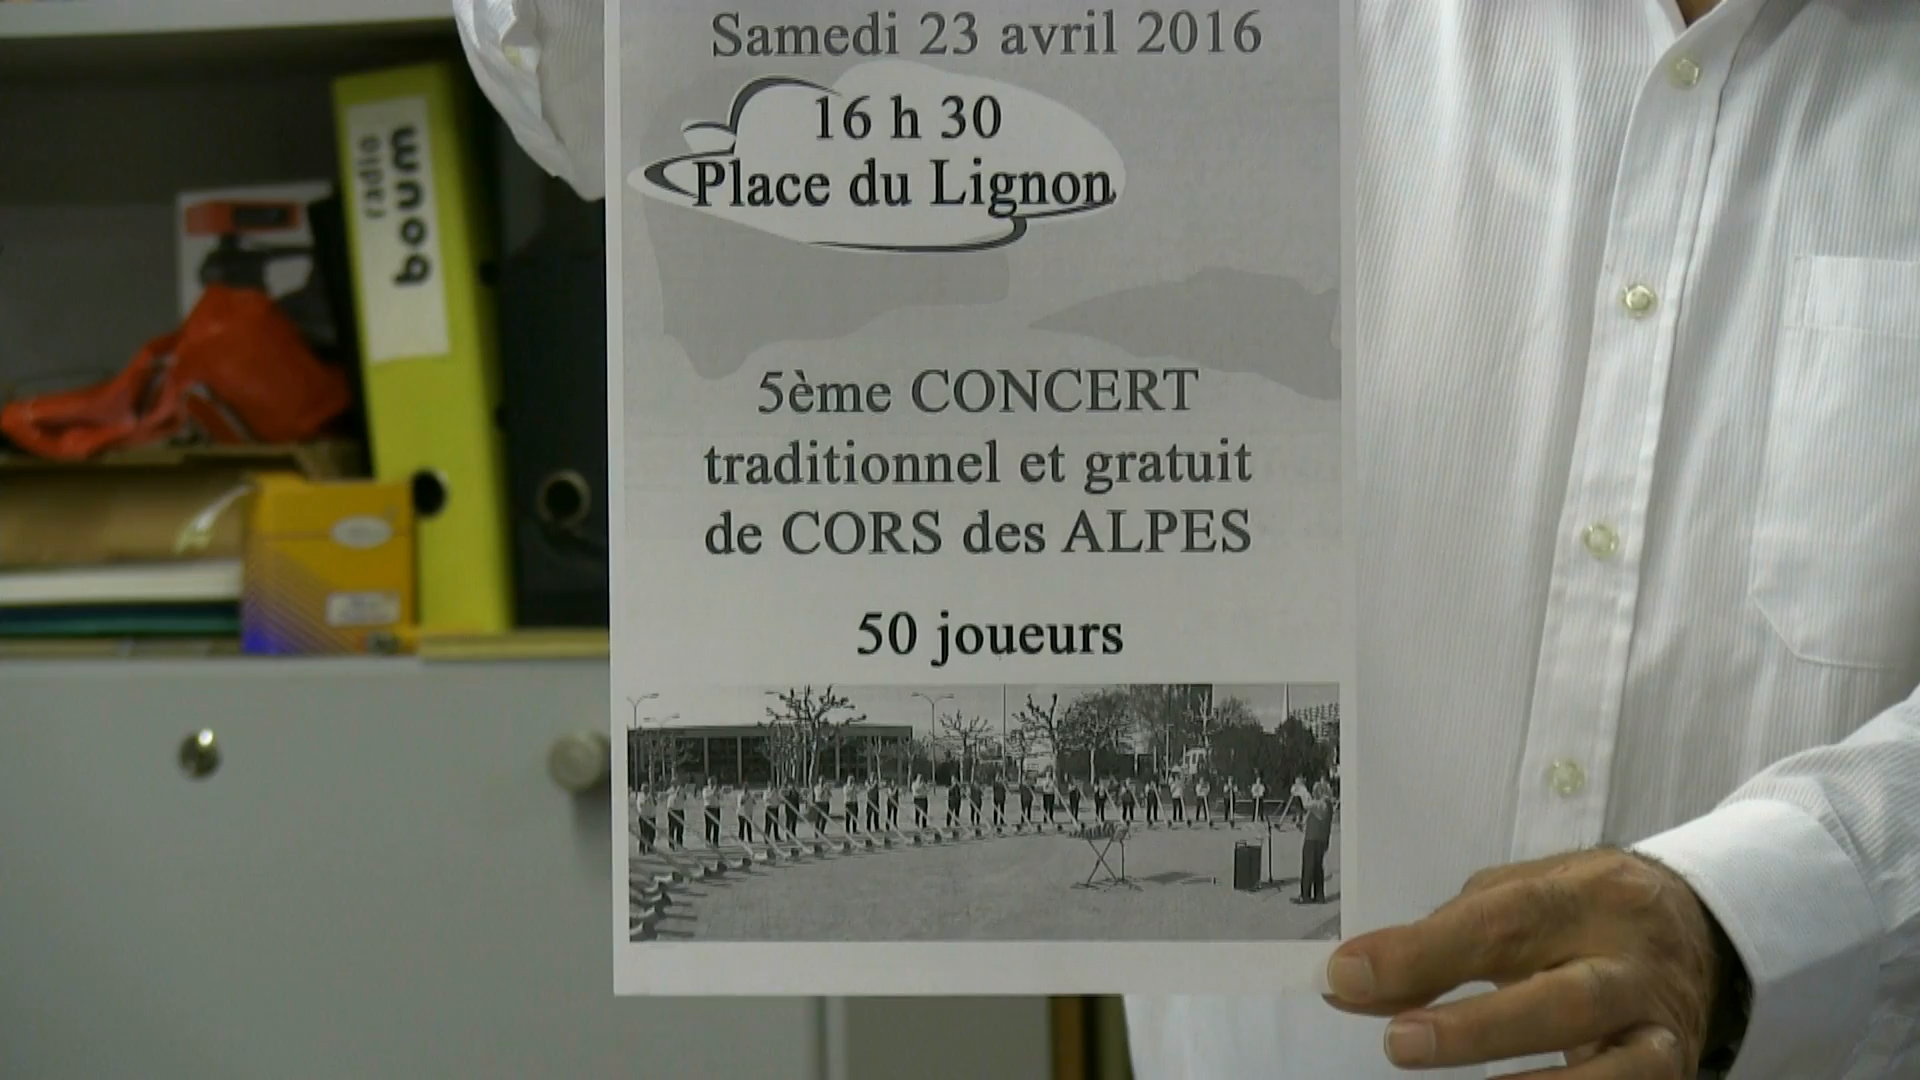 Samedi 23 avril 2016
16 h 30
Place du Lignon
5ème CONCERT
traditionnel et gratuit
de CORS des ALPES
50 joueurs
radio
boum